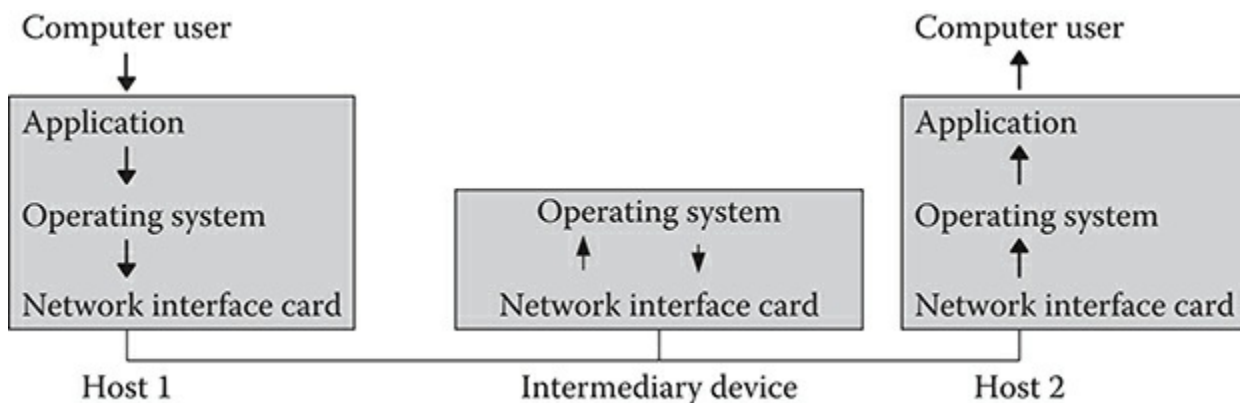 Computer user
Application
Operating system
Network interface card
Host 1
Operating system
Network interface card
Intermediary device
Computer user
Application
Operating system
Network interface card
Host 2